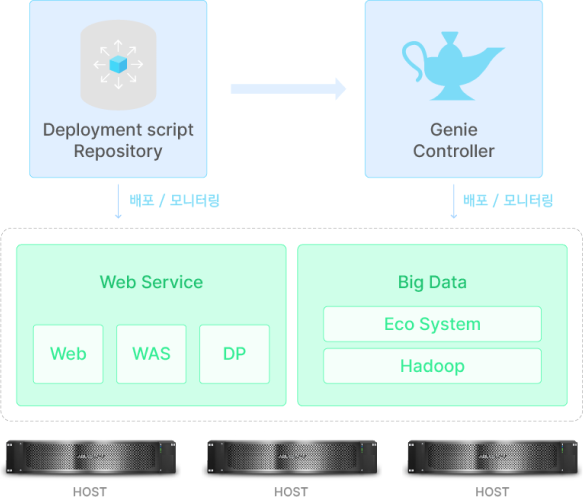 Deployment script
Repository
Genie
Controller
배포 / 모니터링
배포 / 모니터링
Web Service
Big Data
Web
WAS
DP
Eco System
Hadoop
HOST
HOST
HOST